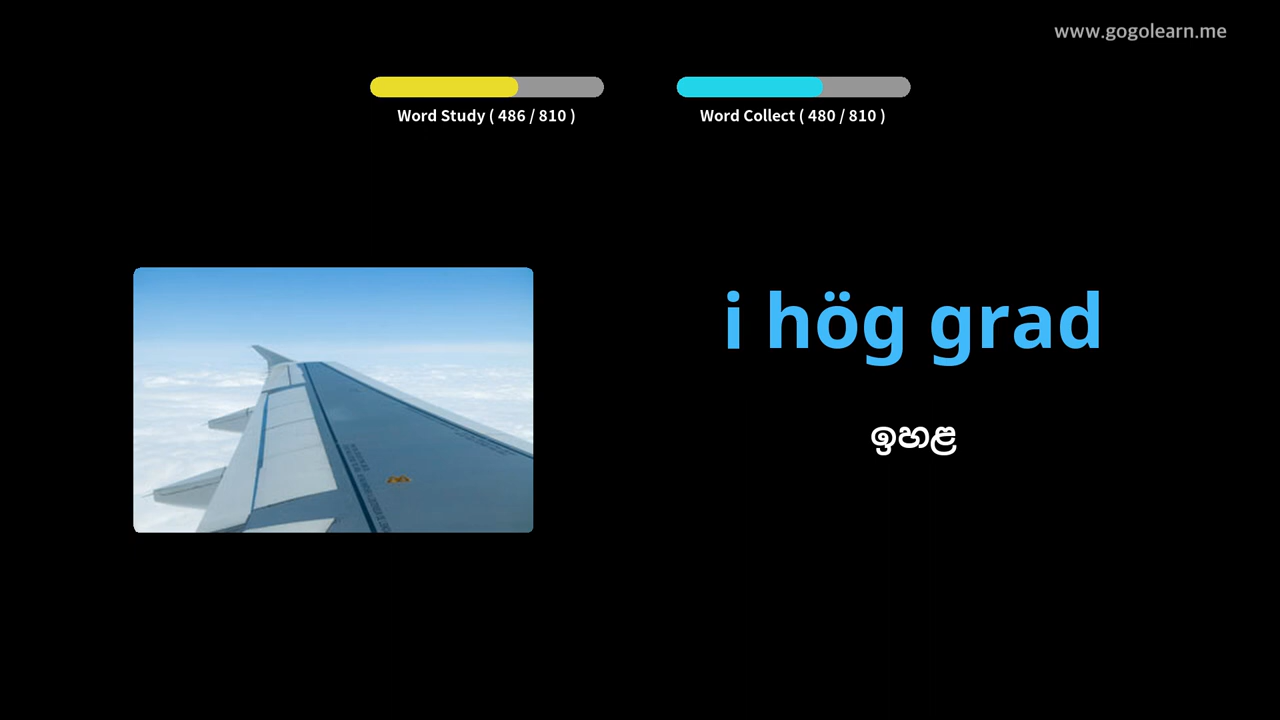 www.gogolearn.me
Word Study ( 486 / 810 )
Word Collect ( 480 / 810 )
i hög grad
ඉහළ